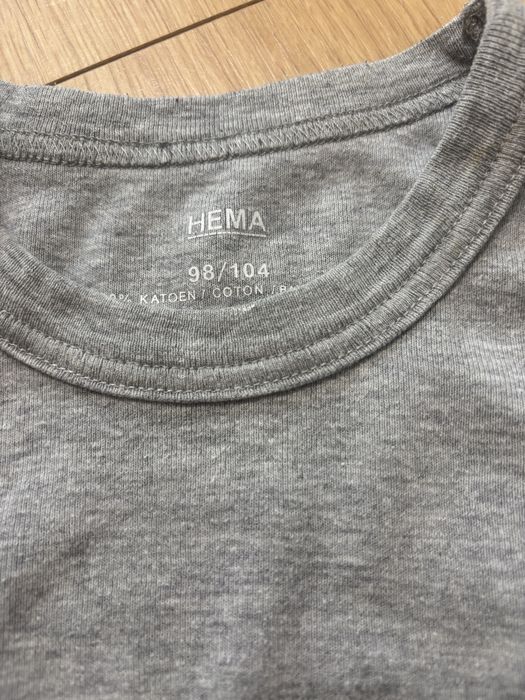 HEMA
98/104
KATOEN / COTON /